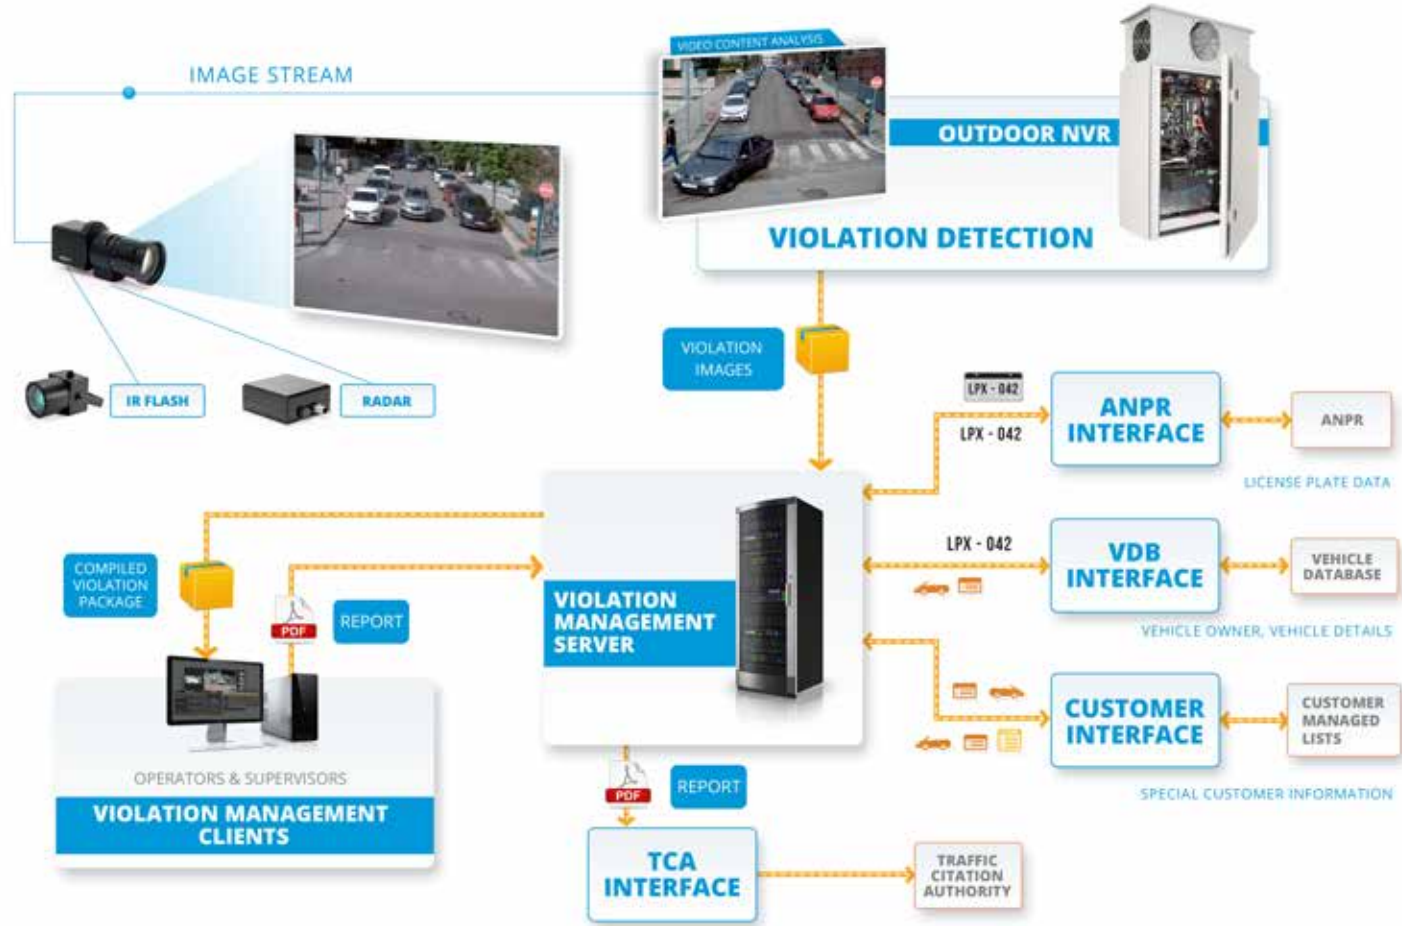 VIDEO CONTENT ANALYSIS
IMAGE STREAM
OUTDOOR NVR
VIOLATION DETECTION
VIOLATION
IMAGES
IR FLASH
RADAR
LPX - 042
LPX - 042
ANPR
INTERFACE
ANPR
LICENSE PLATE DATA
COMPILED
VIOLATION
PACKAGE
PDF
REPORT
VIOLATION
MANAGEMENT
SERVER
LPX - 042
VDB
INTERFACE
VEHICLE
DATABASE
VEHICLE OWNER, VEHICLE DETAILS
CUSTOMER
INTERFACE
CUSTOMER
MANAGED
LISTS
SPECIAL CUSTOMER INFORMATION
OPERATORS & SUPERVISORS
VIOLATION MANAGEMENT
CLIENTS
PDF
REPORT
TCA
INTERFACE
TRAFFIC
CITATION
AUTHORITY